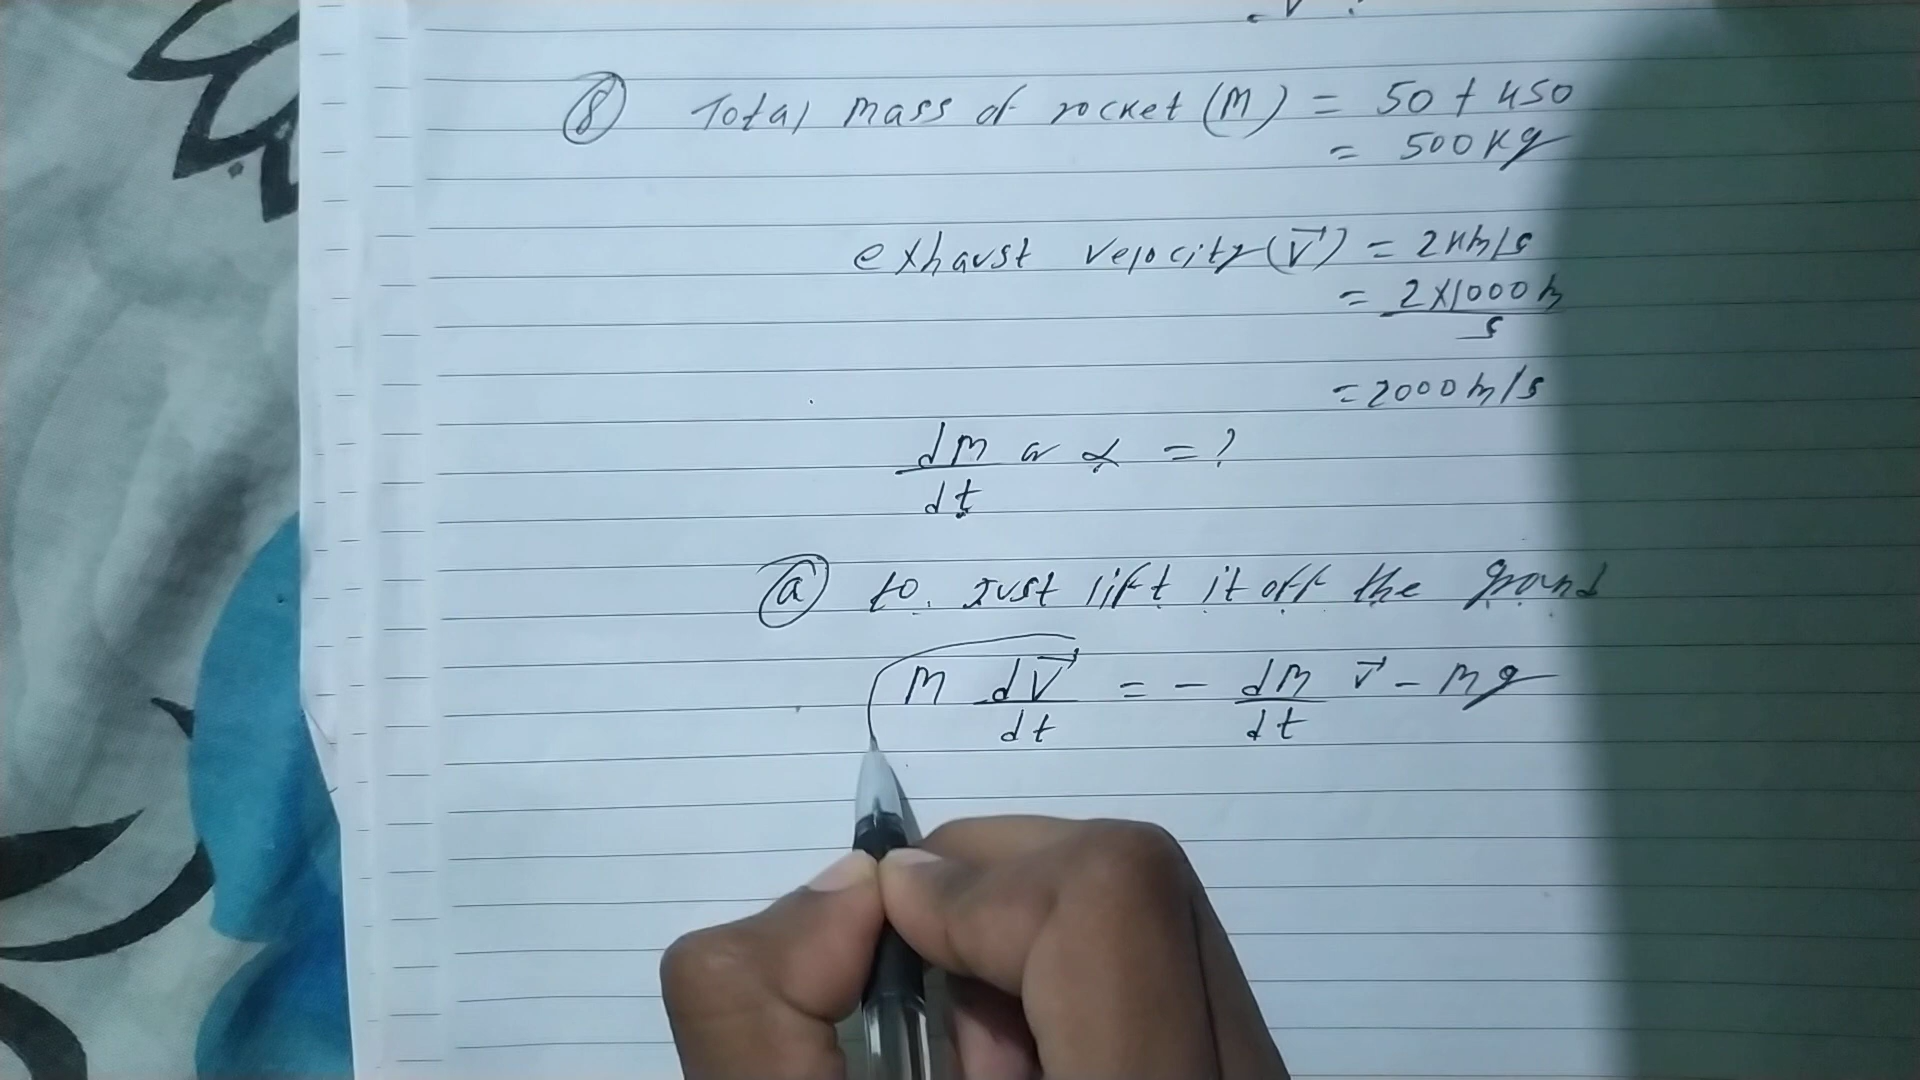 ⑧ Total mass of rocket (M) = 50 + 450
= 500 Kg
exhaust velocity (v⃗) = 2 Km/s
= 2×1000 m / s
= 2000 m/s
dM/dt or α = ?
ⓐ to just lift it off the ground
M dv⃗/dt = - dM/dt v⃗ - mg